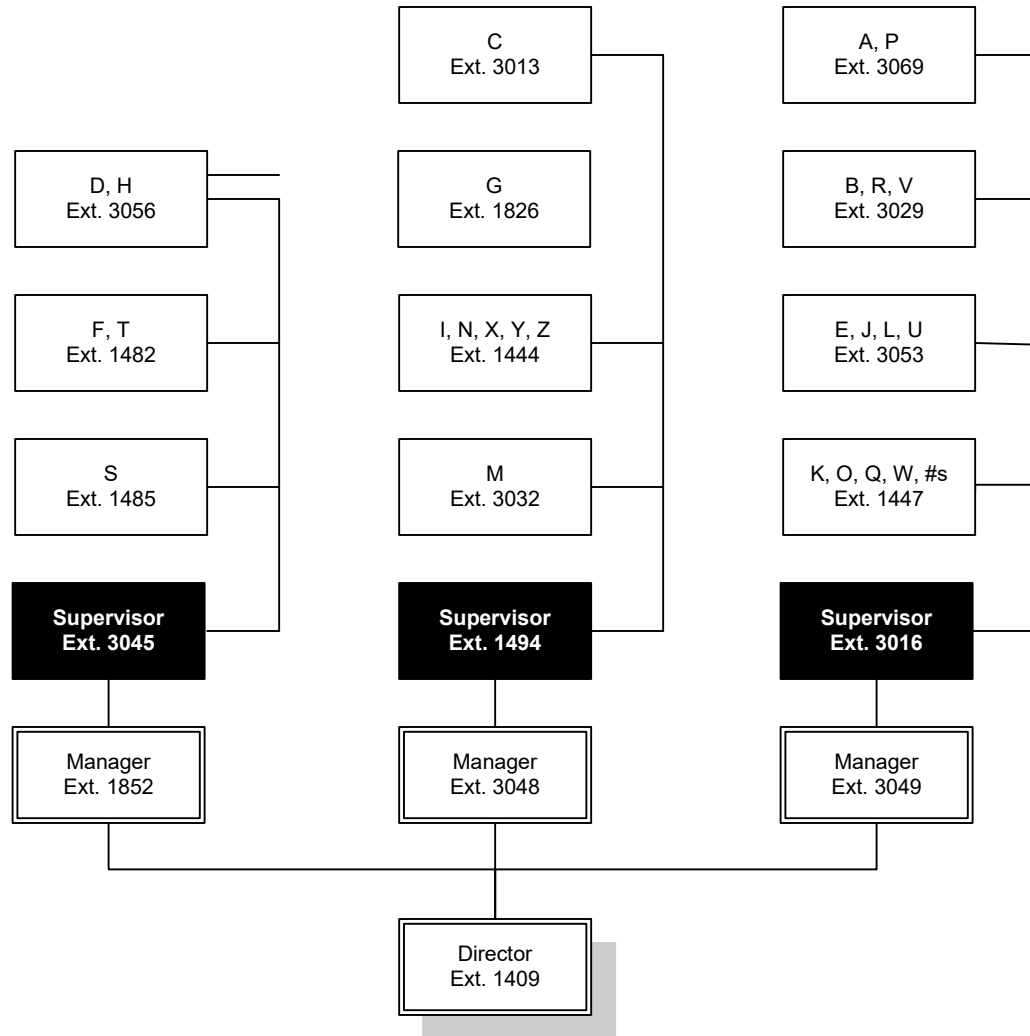 C
Ext. 3013
A, P
Ext. 3069
D, H
Ext. 3056
G
Ext. 1826
B, R, V
Ext. 3029
F, T
Ext. 1482
I, N, X, Y, Z
Ext. 1444
E, J, L, U
Ext. 3053
S
Ext. 1485
M
Ext. 3032
K, O, Q, W, #s
Ext. 1447
Supervisor
Ext. 3045
Supervisor
Ext. 1494
Supervisor
Ext. 3016
Manager
Ext. 1852
Manager
Ext. 3048
Manager
Ext. 3049
Director
Ext. 1409